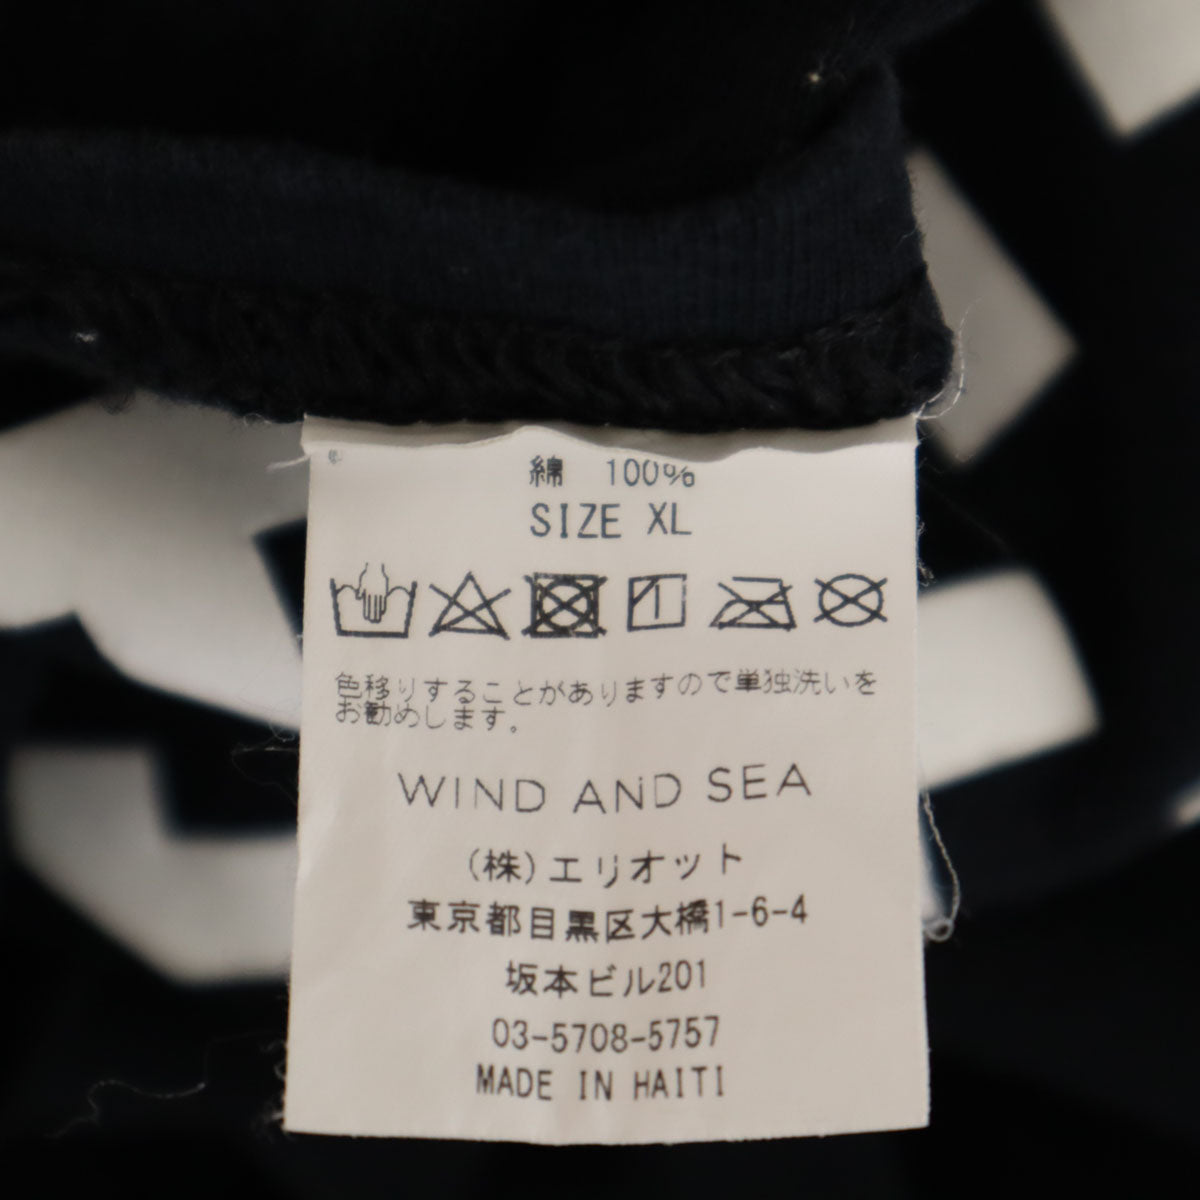 綿 100%
SIZE XL
色移りすることがありますので単独洗いを
お勧めします。
WIND AND SEA
(株)エリオット
東京都目黒区大橋1-6-4
坂本ビル201
03-5708-5757
MADE IN HAITI